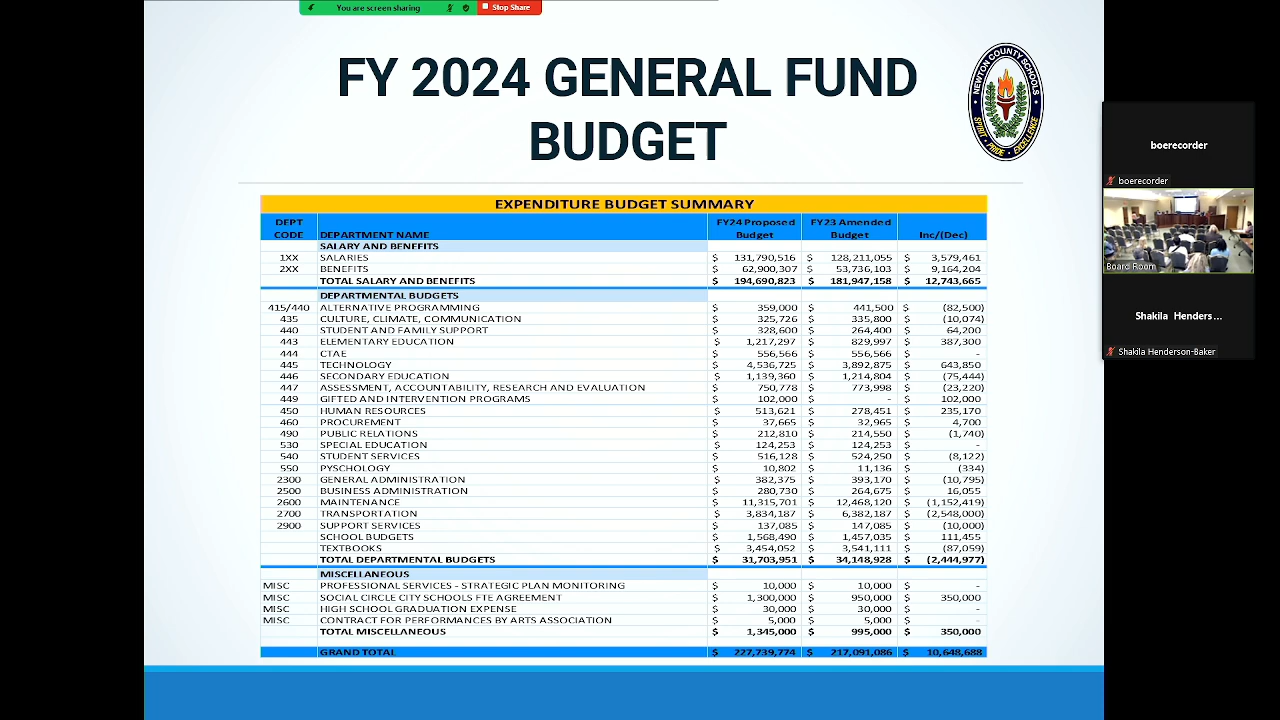 You are screen sharing Stop Share
FY 2024 GENERAL FUND
BUDGET
NEWTON COUNTY SCHOOLS
SPIRIT • PRIDE • EXCELLENCE
EXPENDITURE BUDGET SUMMARY
DEPT FY24 Proposed FY23 Amended
CODE DEPARTMENT NAME Budget Budget Inc/(Dec)
SALARY AND BENEFITS
1XX SALARIES $ 131,790,516 $ 128,211,055 $ 3,579,461
2XX BENEFITS $ 62,900,307 $ 53,736,103 $ 9,164,204
TOTAL SALARY AND BENEFITS $ 194,690,823 $ 181,947,158 $ 12,743,665
DEPARTMENTAL BUDGETS
415/440 ALTERNATIVE PROGRAMMING $ 359,000 $ 441,500 $ (82,500)
435 CULTURE, CLIMATE, COMMUNICATION $ 325,726 $ 335,800 $ (10,074)
440 STUDENT AND FAMILY SUPPORT $ 328,600 $ 264,400 $ 64,200
443 ELEMENTARY EDUCATION $ 1,217,297 $ 829,997 $ 387,300
444 CTAE $ 556,566 $ 556,566 $ -
445 TECHNOLOGY $ 4,536,725 $ 3,892,875 $ 643,850
446 SECONDARY EDUCATION $ 1,139,360 $ 1,214,804 $ (75,444)
447 ASSESSMENT, ACCOUNTABILITY, RESEARCH AND EVALUATION $ 750,778 $ 773,998 $ (23,220)
449 GIFTED AND INTERVENTION PROGRAMS $ 102,000 $ - $ 102,000
450 HUMAN RESOURCES $ 513,621 $ 278,451 $ 235,170
460 PROCUREMENT $ 37,665 $ 32,965 $ 4,700
490 PUBLIC RELATIONS $ 212,810 $ 214,550 $ (1,740)
530 SPECIAL EDUCATION $ 124,253 $ 124,253 $ -
540 STUDENT SERVICES $ 516,128 $ 524,250 $ (8,122)
550 PYSCHOLOGY $ 10,802 $ 11,136 $ (334)
2300 GENERAL ADMINISTRATION $ 382,375 $ 393,170 $ (10,795)
2500 BUSINESS ADMINISTRATION $ 280,730 $ 264,675 $ 16,055
2600 MAINTENANCE $ 11,315,701 $ 12,468,120 $ (1,152,419)
2700 TRANSPORTATION $ 3,834,187 $ 6,382,187 $ (2,548,000)
2900 SUPPORT SERVICES $ 137,085 $ 147,085 $ (10,000)
SCHOOL BUDGETS $ 1,568,490 $ 1,457,035 $ 111,455
TEXTBOOKS $ 3,454,052 $ 3,541,111 $ (87,059)
TOTAL DEPARTMENTAL BUDGETS $ 31,703,951 $ 34,148,928 $ (2,444,977)
MISCELLANEOUS
MISC PROFESSIONAL SERVICES - STRATEGIC PLAN MONITORING $ 10,000 $ 10,000 $ -
MISC SOCIAL CIRCLE CITY SCHOOLS FTE AGREEMENT $ 1,300,000 $ 950,000 $ 350,000
MISC HIGH SCHOOL GRADUATION EXPENSE $ 30,000 $ 30,000 $ -
MISC CONTRACT FOR PERFORMANCES BY ARTS ASSOCIATION $ 5,000 $ 5,000 $ -
TOTAL MISCELLANEOUS $ 1,345,000 $ 995,000 $ 350,000
GRAND TOTAL $ 227,739,774 $ 217,091,086 $ 10,648,688
boerecorder
boerecorder
Board Room
Shakila Henders...
Shakila Henderson-Baker